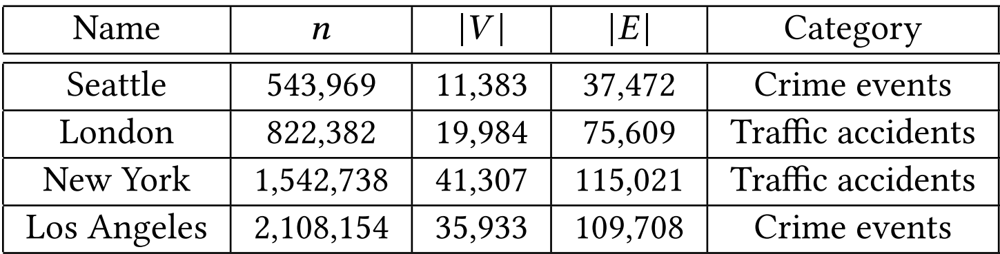 Name n |V| |E| Category
Seattle 543,969 11,383 37,472 Crime events
London 822,382 19,984 75,609 Traffic accidents
New York 1,542,738 41,307 115,021 Traffic accidents
Los Angeles 2,108,154 35,933 109,708 Crime events